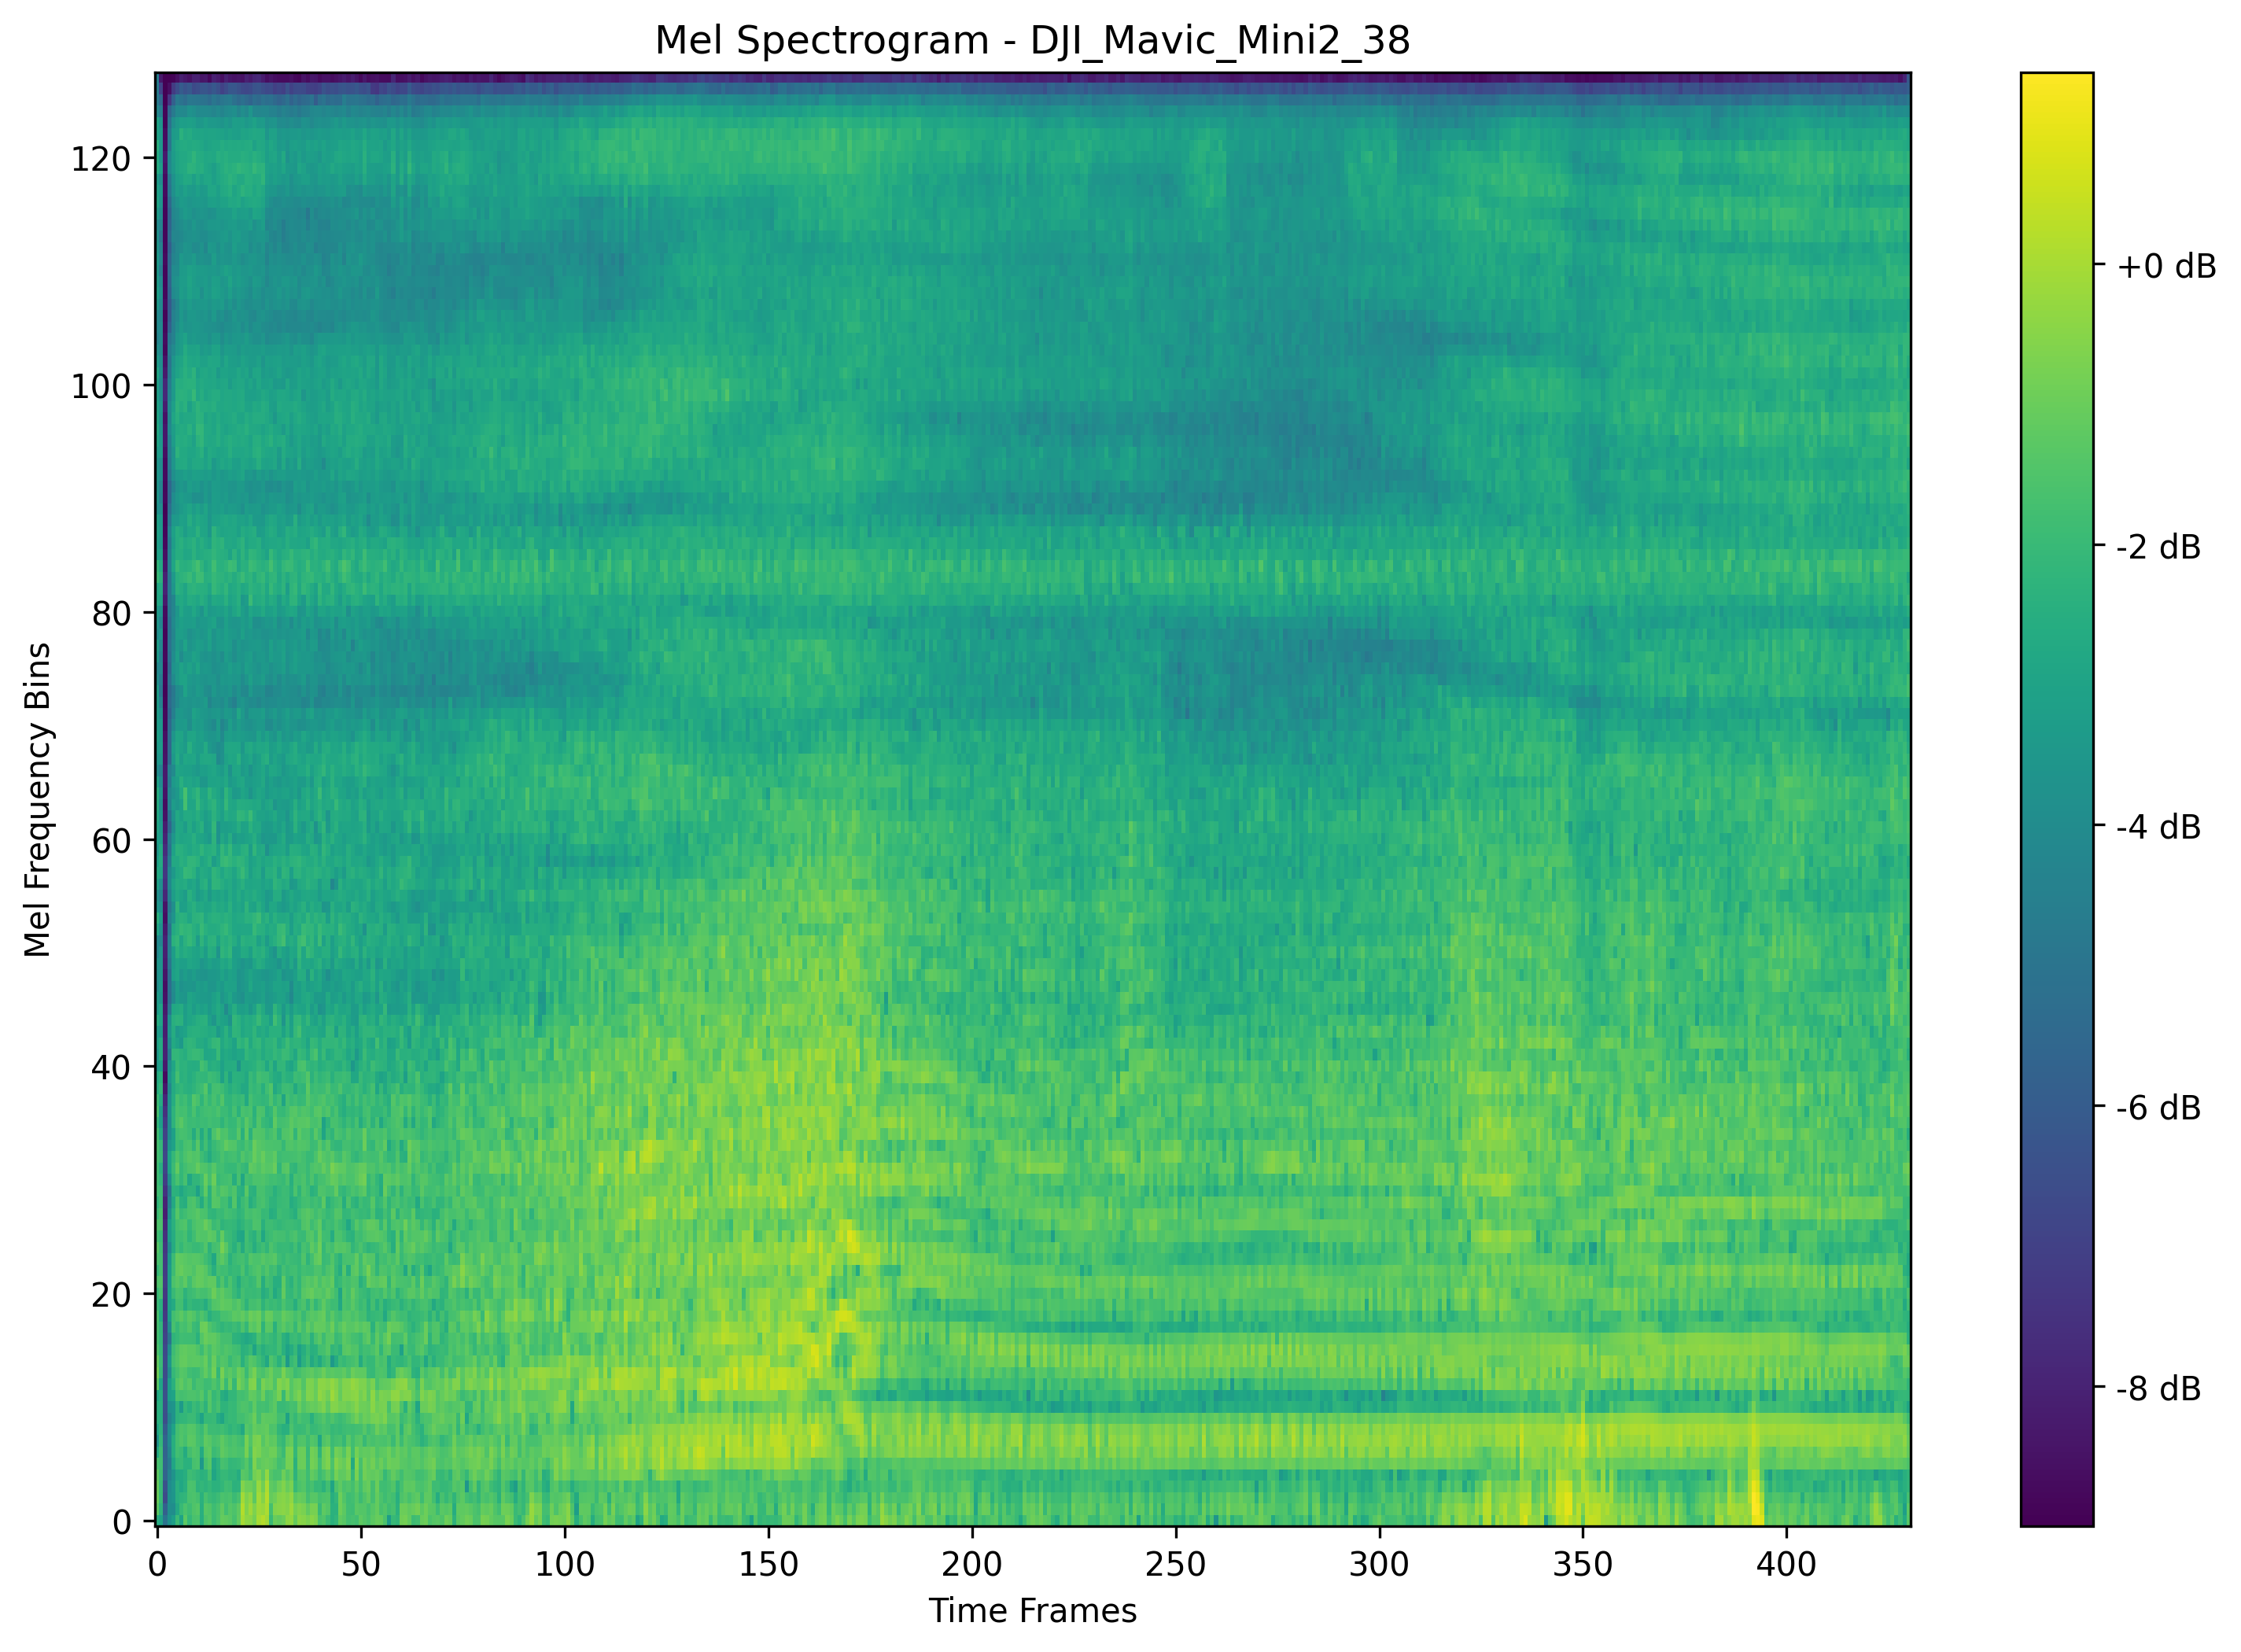 Mel Spectrogram - DJI_Mavic_Mini2_38
Mel Frequency Bins
120
100
80
60
40
20
0
0 50 100 150 200 250 300 350 400
Time Frames
+0 dB
-2 dB
-4 dB
-6 dB
-8 dB